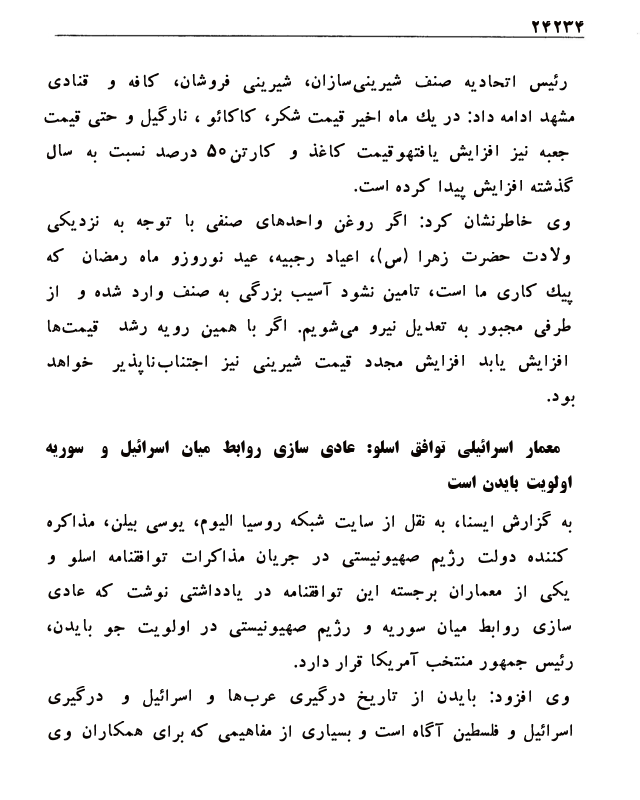 ۲۴۲۳۴
رئیس اتحادیه صنف شیرینی‌سازان، شیرینی فروشان، کافه و قنادی
مشهد ادامه داد: در یك ماه اخیر قیمت شکر، کاکائو ، نارگیل و حتی قیمت
جعبه نیز افزایش یافتهوقیمت کاغذ و کارتن۵۰ درصد نسبت به سال
گذشته افزایش پیدا کرده است.
وی خاطرنشان کرد: اگر روغن واحدهای صنفی با توجه به نزدیکی
ولادت حضرت زهرا (س)، اعیاد رجبیه، عید نوروزو ماه رمضان که
پیك کاری ما است، تامین نشود آسیب بزرگی به صنف وارد شده و از
طرفی مجبور به تعدیل نیرو می‌شویم. اگر با همین رویه رشد قیمت‌ها
افزایش یابد افزایش مجدد قیمت شیرینی نیز اجتناب‌ناپذیر خواهد
بود.
معمار اسرائیلی توافق اسلو: عادی سازی روابط میان اسرائیل و سوریه
اولویت بایدن است
به گزارش ایسنا، به نقل از سایت شبکه روسیا الیوم، یوسی بیلن، مذاکره
کننده دولت رژیم صهیونیستی در جریان مذاکرات توافقنامه اسلو و
یکی از معماران برجسته این توافقنامه در یادداشتی نوشت که عادی
سازی روابط میان سوریه و رژیم صهیونیستی در اولویت جو بایدن،
رئیس جمهور منتخب آمریکا قرار دارد.
وی افزود: بایدن از تاریخ درگیری عرب‌ها و اسرائیل و درگیری
اسرائیل و فلسطین آگاه است و بسیاری از مفاهیمی که برای همکاران وی